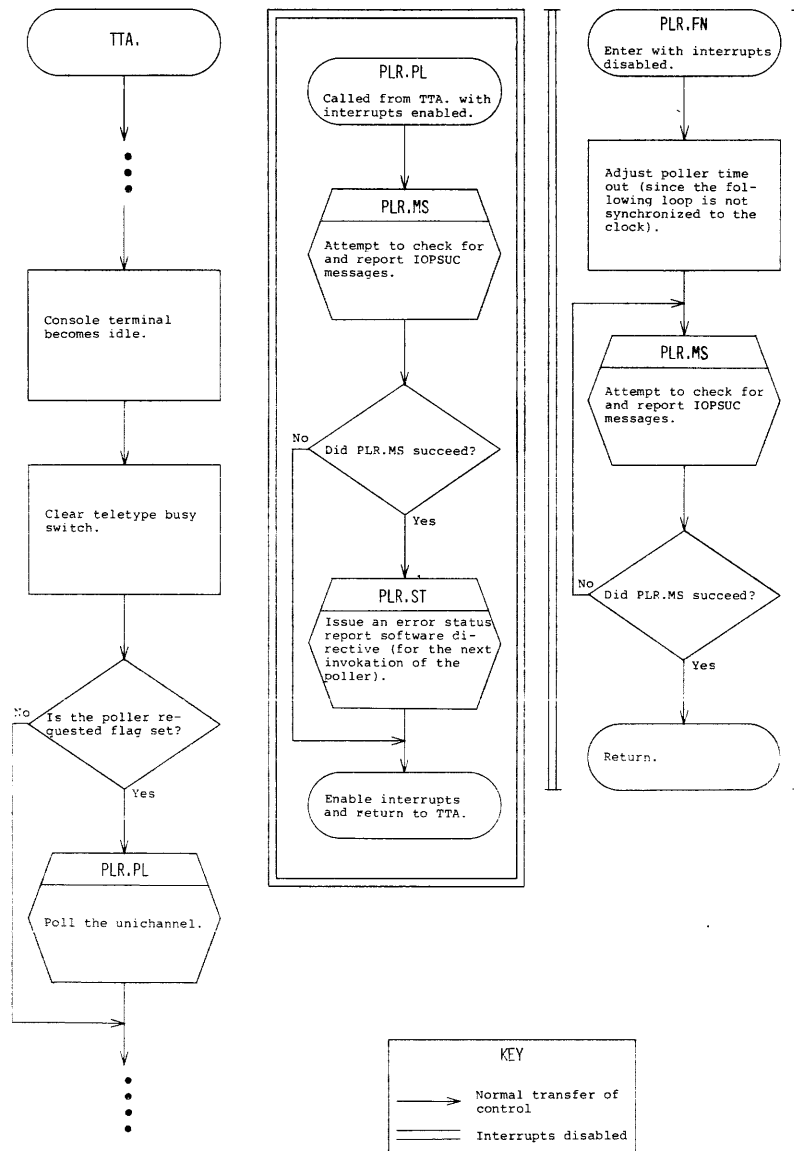 TTA.
Console terminal
becomes idle.
Clear teletype busy
switch.
Is the poller re-
quested flag set?
No
Yes
PLR.PL
Poll the unichannel.
PLR.PL
Called from TTA. with
interrupts enabled.
PLR.MS
Attempt to check for
and report IOPSUC
messages.
No
Did PLR.MS succeed?
Yes
PLR.ST
Issue an error status
report software di-
rective (for the next
invokation of the
poller).
Enable interrupts
and return to TTA.
PLR.FN
Enter with interrupts
disabled.
Adjust poller time
out (since the fol-
lowing loop is not
synchronized to the
clock).
PLR.MS
Attempt to check for
and report IOPSUC
messages.
No
Did PLR.MS succeed?
Yes
Return.
KEY
Normal transfer of
control
Interrupts disabled